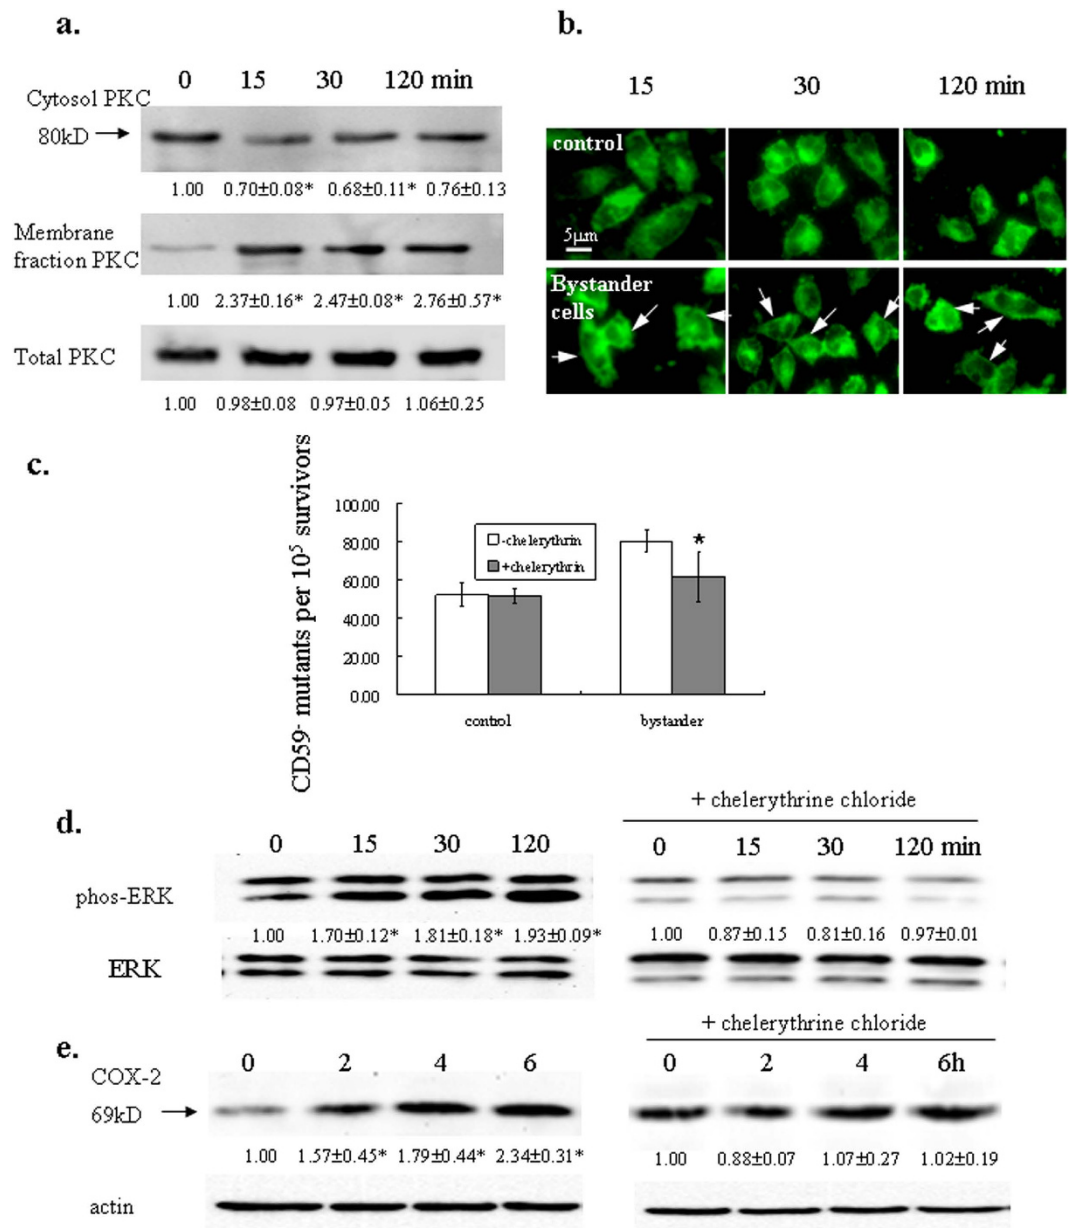 a.
0 15 30 120 min
Cytosol PKC
80kD
1.00 0.70±0.08* 0.68±0.11* 0.76±0.13
Membrane
fraction PKC
1.00 2.37±0.16* 2.47±0.08* 2.76±0.57*
Total PKC
1.00 0.98±0.08 0.97±0.05 1.06±0.25
b.
15 30 120 min
control
5µm
Bystander
cells
c.
CD59- mutants per 10⁵ survivors
100.00
80.00
60.00
40.00
20.00
0.00
-chelerythrin
+chelerythrin
*
control bystander
d.
0 15 30 120
phos-ERK
1.00 1.70±0.12* 1.81±0.18* 1.93±0.09*
ERK
+ chelerythrine chloride
0 15 30 120 min
1.00 0.87±0.15 0.81±0.16 0.97±0.01
e.
0 2 4 6
COX-2
69kD
1.00 1.57±0.45* 1.79±0.44* 2.34±0.31*
actin
+ chelerythrine chloride
0 2 4 6h
1.00 0.88±0.07 1.07±0.27 1.02±0.19